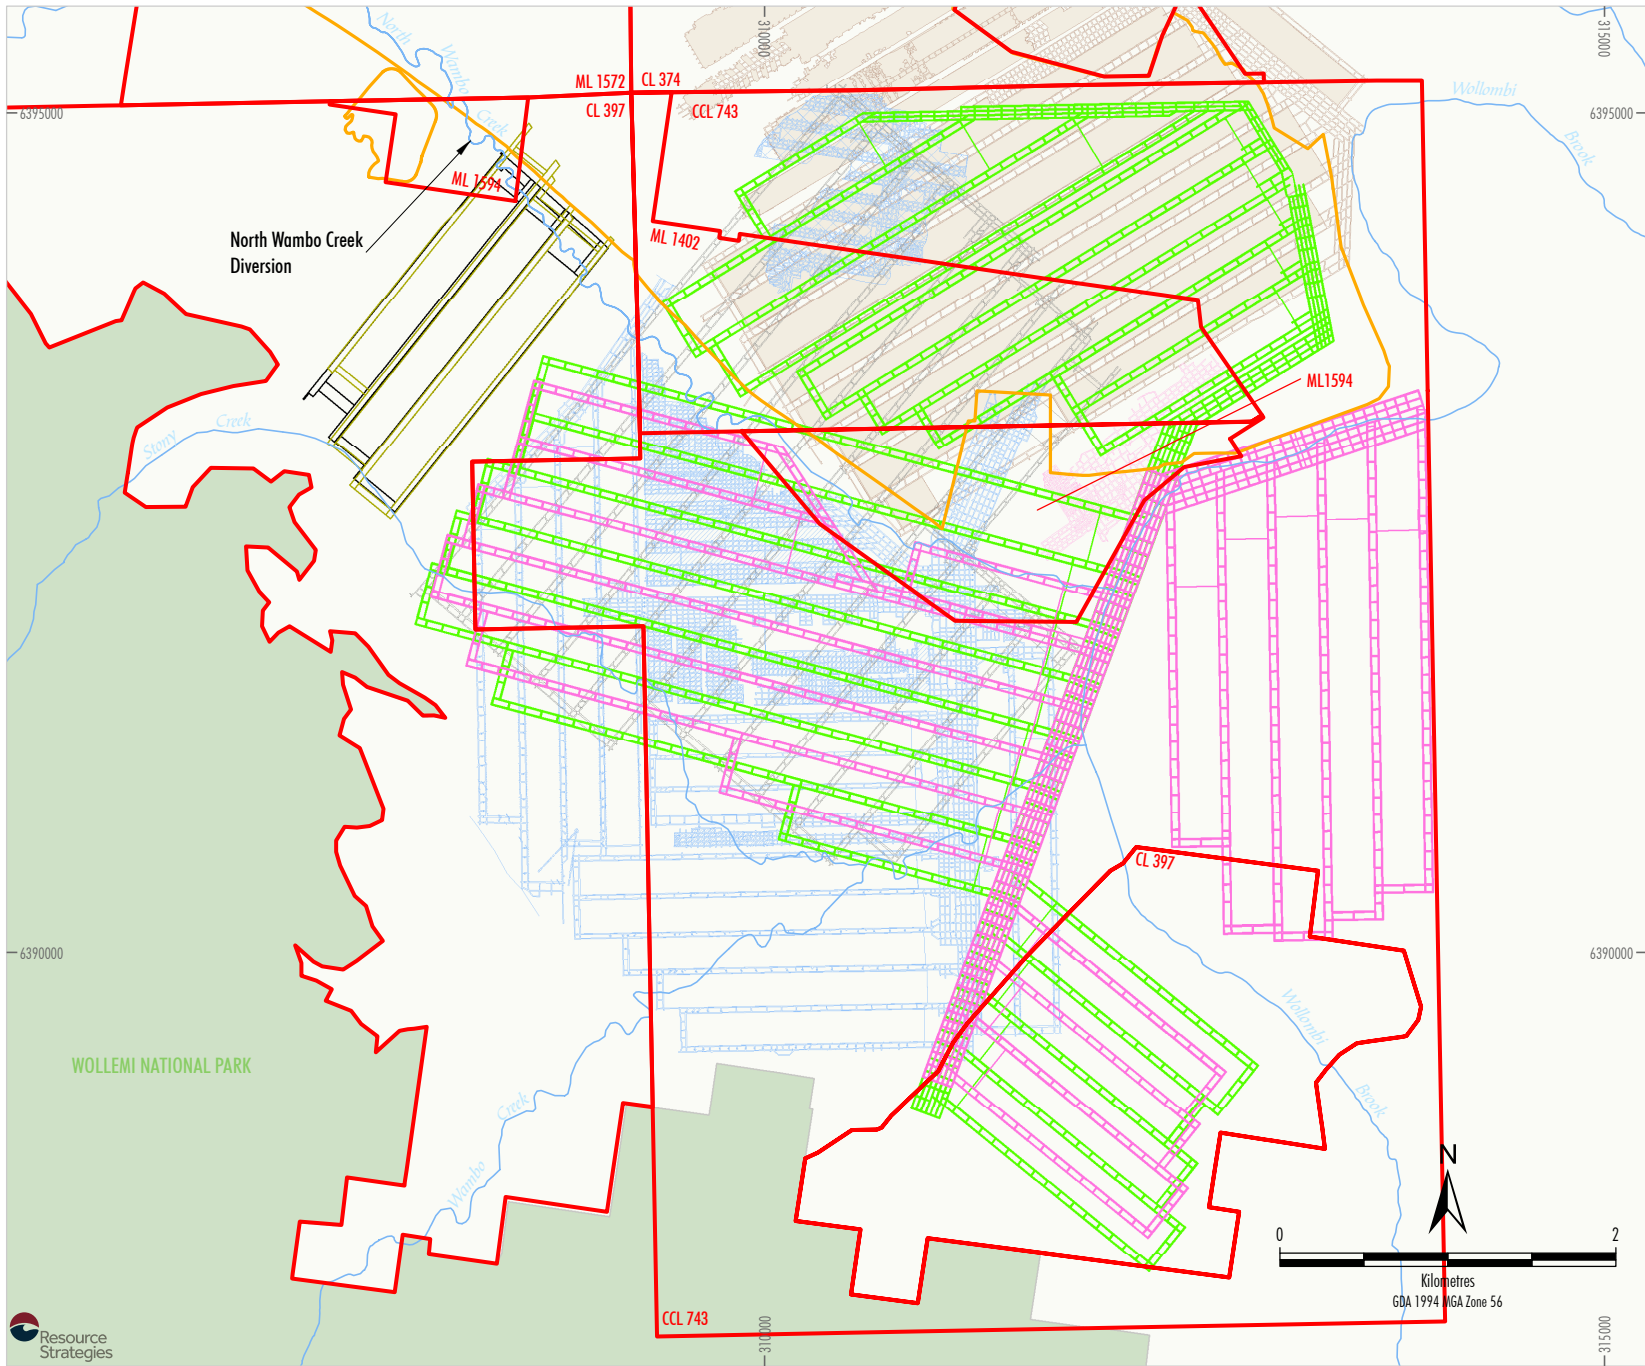 310000
315000
North
Wambo
Creek
ML 1572
CL 374
CL 397
CCL 743
6395000
6395000
Wollombi
Brook
ML 1594
North Wambo Creek
Diversion
ML 1402
ML1594
Stony
Creek
CL 397
6390000
6390000
Wollombi
Brook
WOLLEMI NATIONAL PARK
Creek
Wambo
N
0
2
Kilometres
GDA 1994 MGA Zone 56
CCL 743
310000
315000
Resource
Strategies